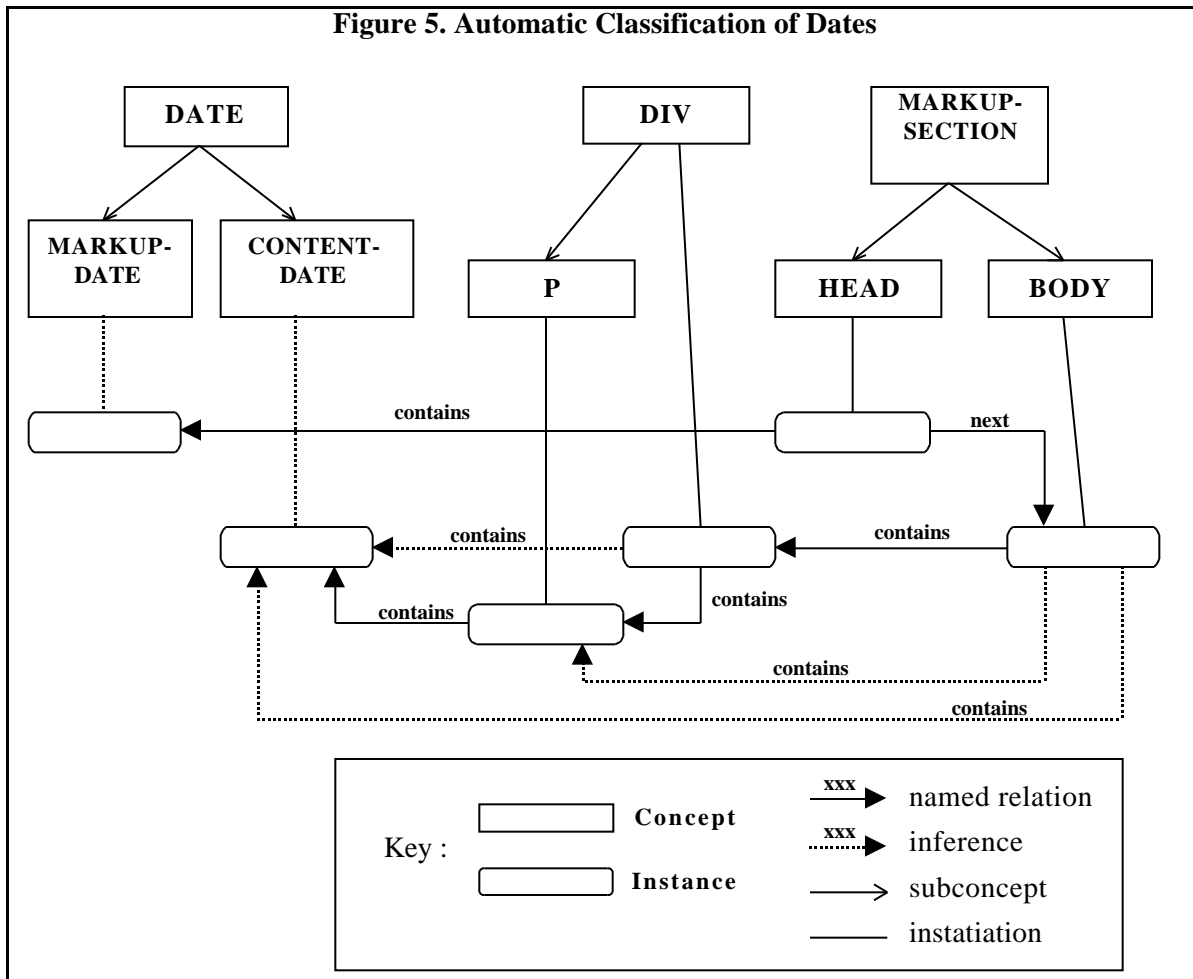 Figure 5. Automatic Classification of Dates
DATE
DIV
MARKUP-
SECTION
MARKUP-
DATE
CONTENT-
DATE
P
HEAD
BODY
contains
next
contains
contains
contains
contains
contains
contains
Key :
Concept
Instance
xxx
named relation
xxx
inference
subconcept
instatiation